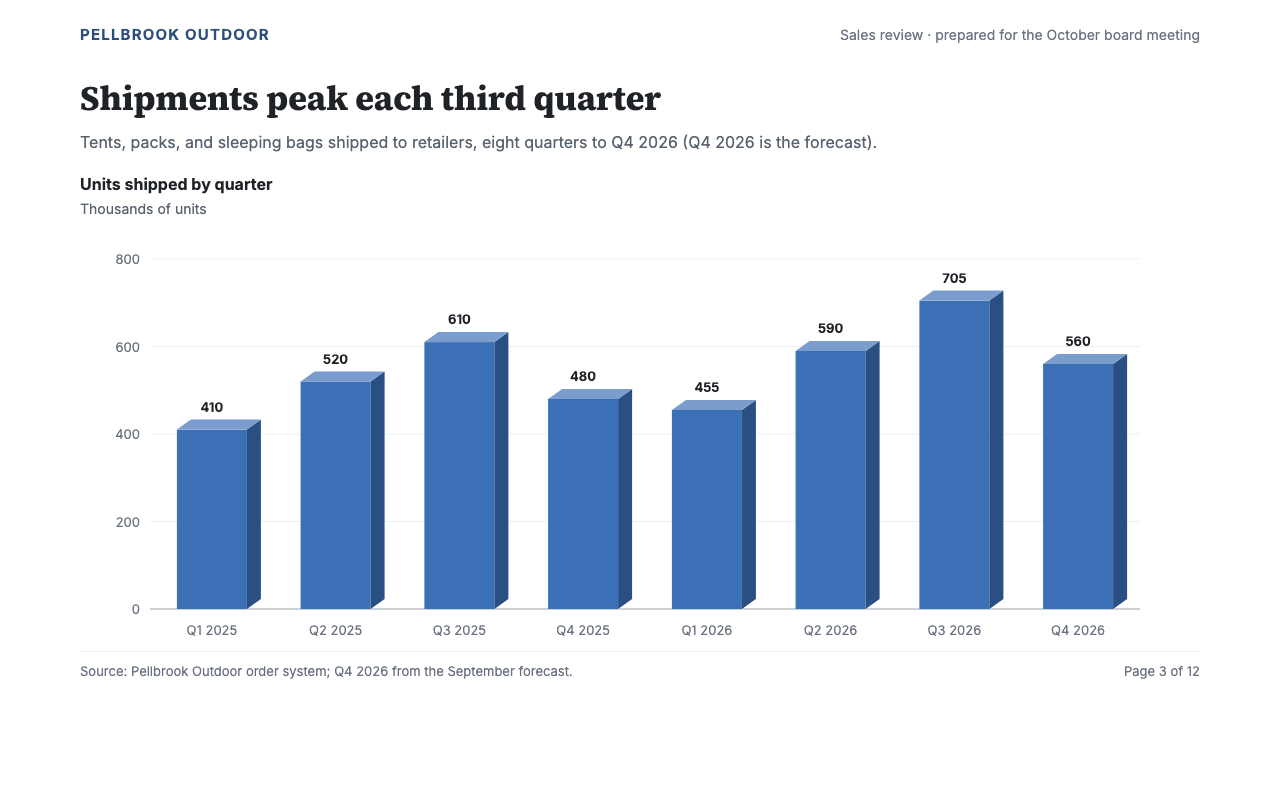 PELLBROOK OUTDOOR
Sales review · prepared for the October board meeting
Shipments peak each third quarter
Tents, packs, and sleeping bags shipped to retailers, eight quarters to Q4 2026 (Q4 2026 is the forecast).
Units shipped by quarter
Thousands of units
800
600
400
200
0
410
520
610
480
455
590
705
560
Q1 2025
Q2 2025
Q3 2025
Q4 2025
Q1 2026
Q2 2026
Q3 2026
Q4 2026
Source: Pellbrook Outdoor order system; Q4 2026 from the September forecast.
Page 3 of 12